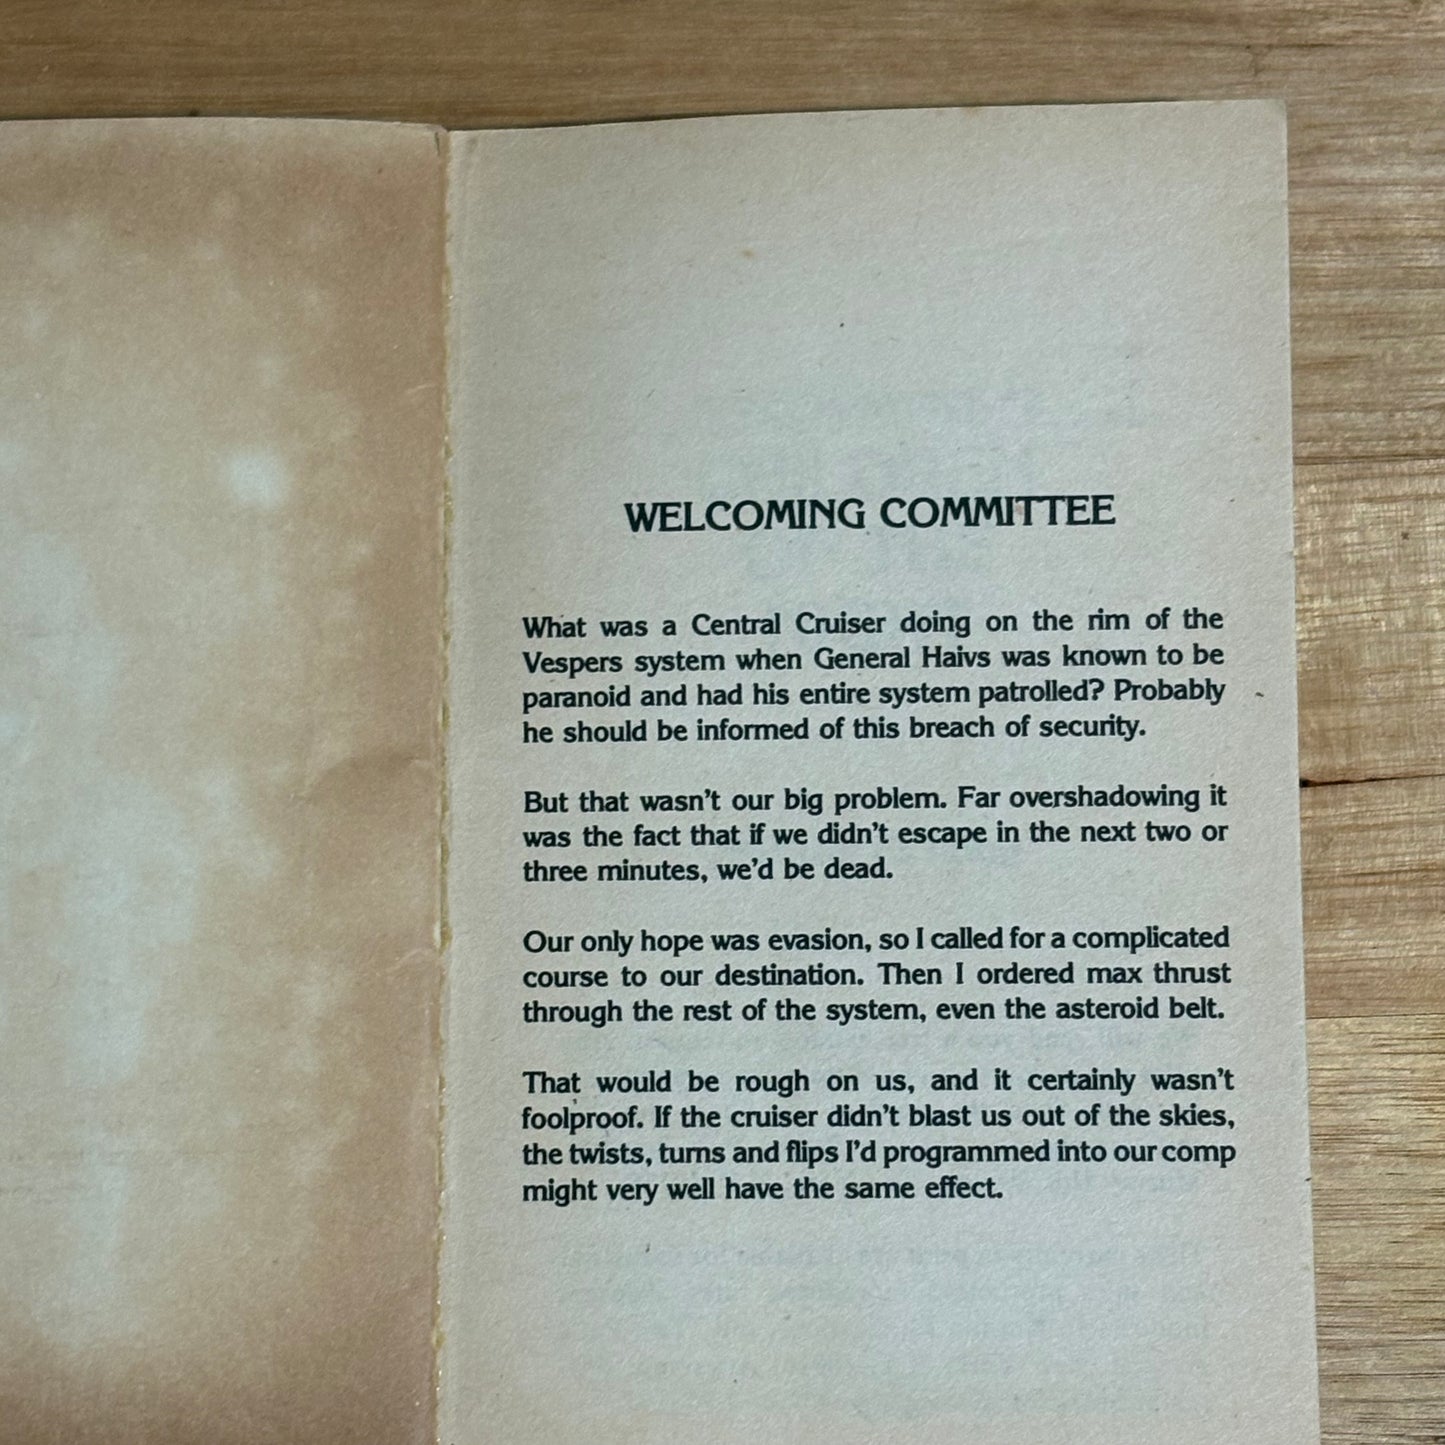 WELCOMING COMMITTEE
What was a Central Cruiser doing on the rim of the
Vespers system when General Haivs was known to be
paranoid and had his entire system patrolled? Probably
he should be informed of this breach of security.
But that wasn't our big problem. Far overshadowing it
was the fact that if we didn't escape in the next two or
three minutes, we'd be dead.
Our only hope was evasion, so I called for a complicated
course to our destination. Then I ordered max thrust
through the rest of the system, even the asteroid belt.
That would be rough on us, and it certainly wasn't
foolproof. If the cruiser didn't blast us out of the skies,
the twists, turns and flips I'd programmed into our comp
might very well have the same effect.